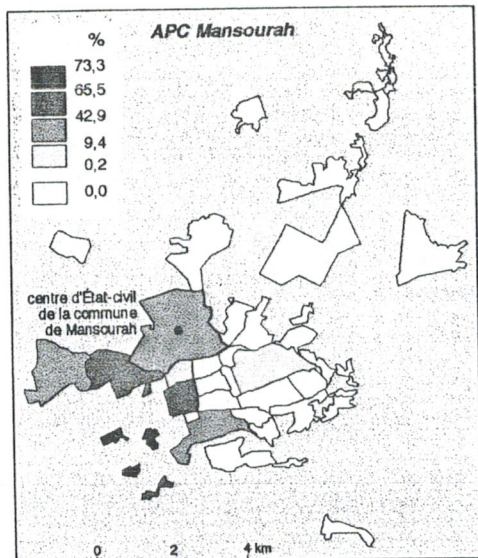 APC Mansourah
%
73,3
65,5
42,9
9,4
0,2
0,0
centre d'État-civil
de la commune
de Mansourah
0 2 4 km